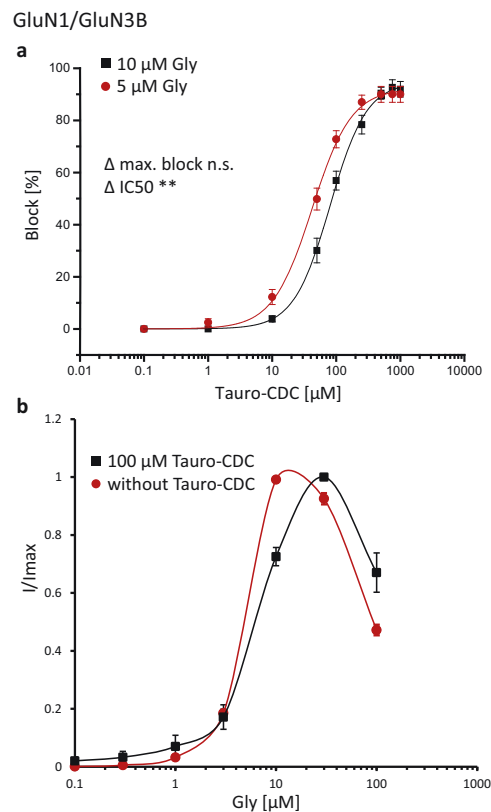 GluN1/GluN3B
a
10 µM Gly
5 µM Gly
Δ max. block n.s.
Δ IC50 **
Block [%]
100
80
60
40
20
0
0.01
0.1
1
10
100
1000
10000
Tauro-CDC [µM]
b
100 µM Tauro-CDC
without Tauro-CDC
I/Imax
1.2
1
0.8
0.6
0.4
0.2
0
0.1
1
10
100
1000
Gly [µM]